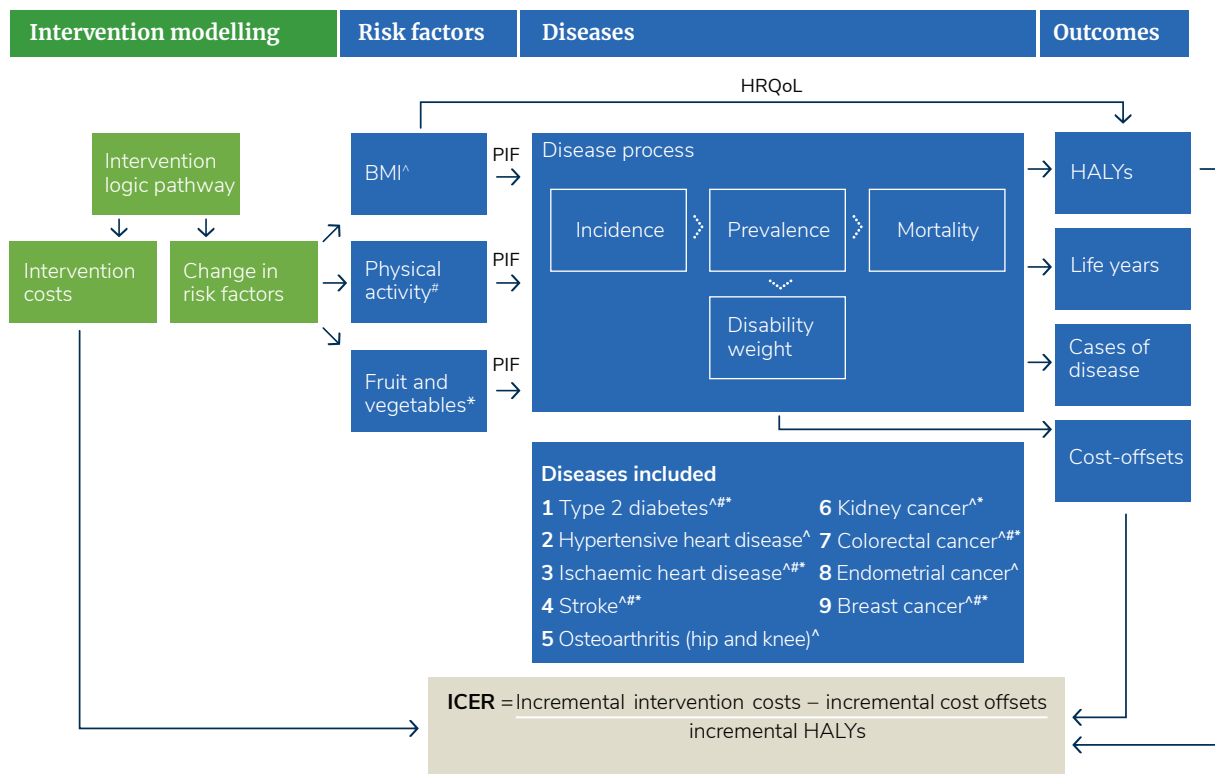 Intervention modelling
Risk factors
Diseases
Outcomes
HRQoL
Intervention
logic pathway
Intervention
costs
Change in
risk factors
BMI^
PIF
Physical
activity#
PIF
Fruit and
vegetables*
PIF
Disease process
Incidence
Prevalence
Mortality
Disability
weight
HALYs
Life years
Cases of
disease
Cost-offsets
Diseases included
1 Type 2 diabetes^#*
2 Hypertensive heart disease^
3 Ischaemic heart disease^#*
4 Stroke^#*
5 Osteoarthritis (hip and knee)^
6 Kidney cancer^*
7 Colorectal cancer^#*
8 Endometrial cancer^
9 Breast cancer^#*
ICER = Incremental intervention costs – incremental cost offsets
incremental HALYs